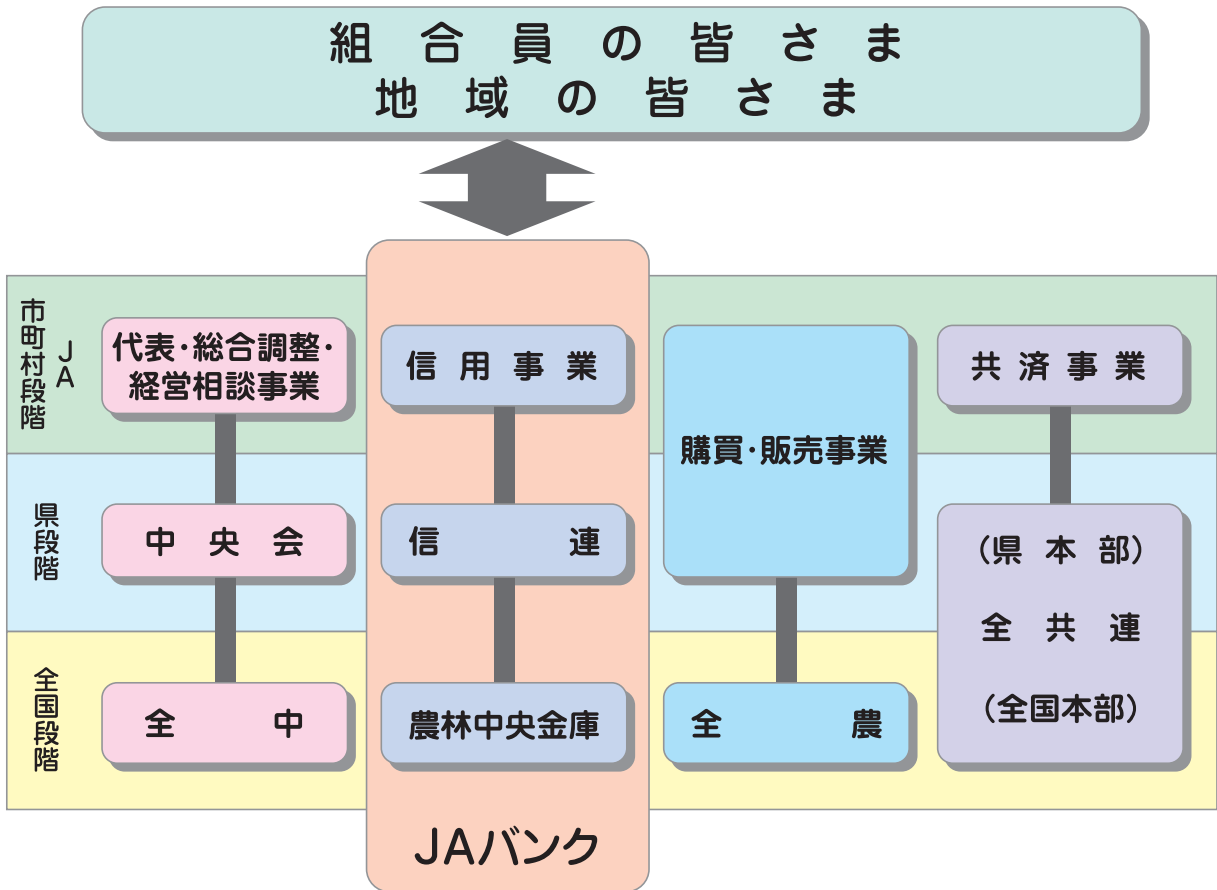 組合員の皆さま
地域の皆さま
市町村段階
JA
代表・総合調整・
経営相談事業
信用事業
購買・販売事業
共済事業
県段階
中央会
信連
（県本部）
全共連
（全国本部）
全国段階
全中
農林中央金庫
全農
JAバンク